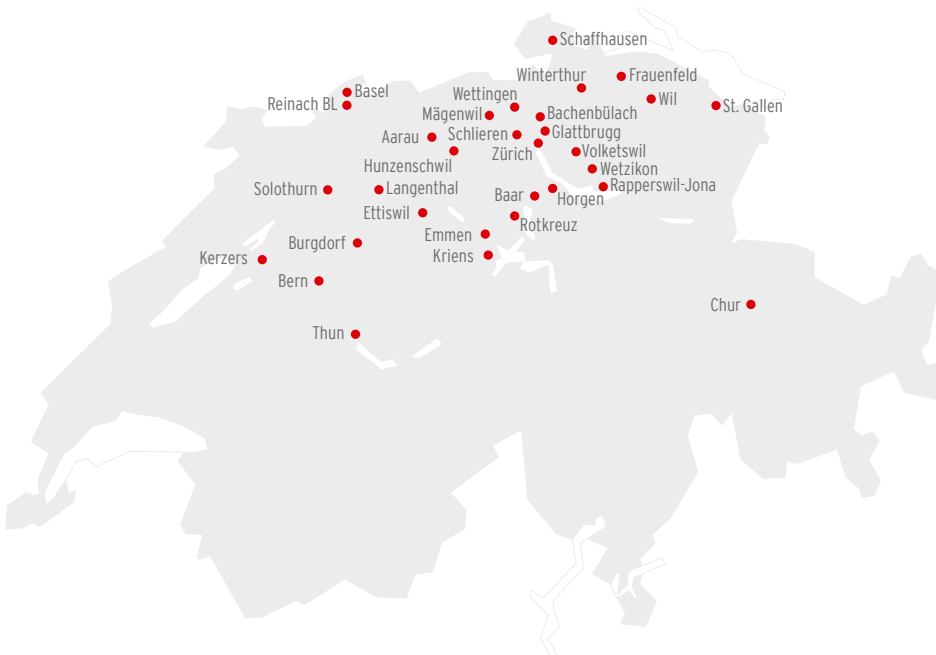 Schaffhausen
Winterthur
Frauenfeld
Basel
Wettingen
Wil
Reinach BL
St. Gallen
Mägenwil
Bachenbülach
Aarau
Schlieren
Glattbrugg
Zürich
Volketswil
Hunzenschwil
Wetzikon
Solothurn
Langenthal
Rapperswil-Jona
Baar
Horgen
Ettiswil
Rotkreuz
Emmen
Burgdorf
Kriens
Kerzers
Bern
Chur
Thun